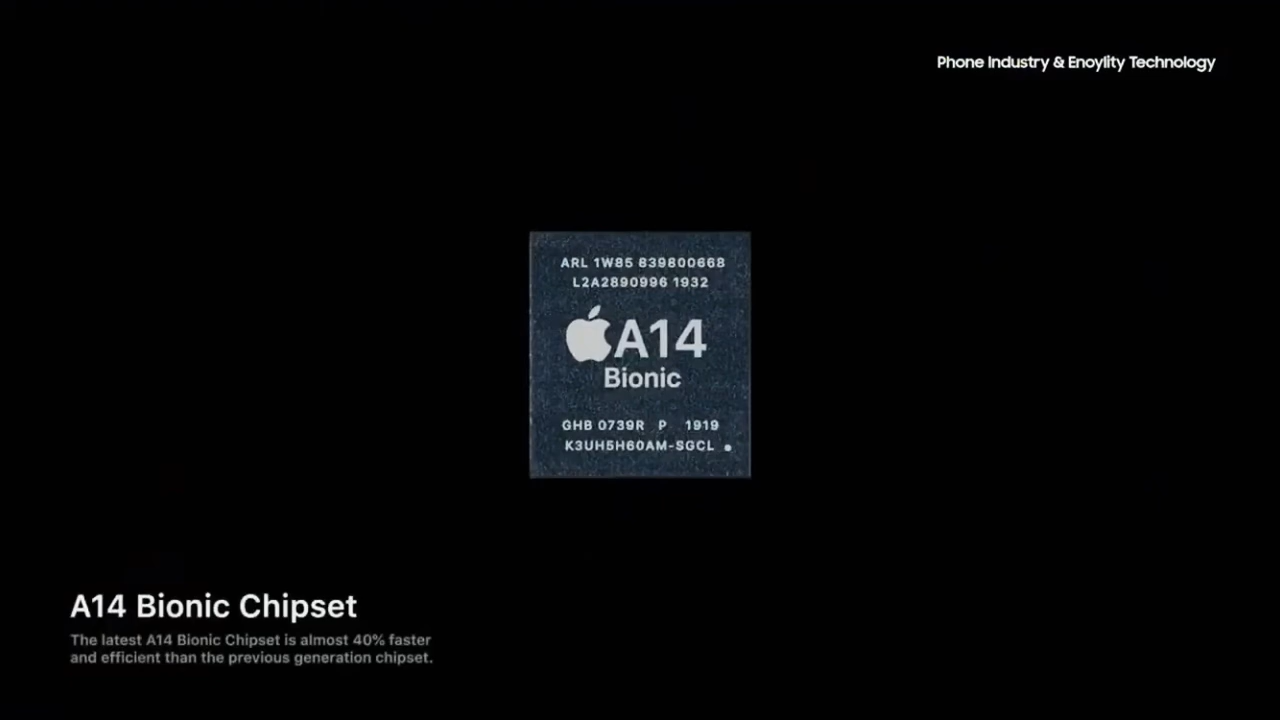 Phone Industry & Enoylity Technology
ARL 1W85 839800668
L2A2890996 1932
A14
Bionic
GHB 0739R P 1919
K3UH5H60AM-SGCL
A14 Bionic Chipset
The latest A14 Bionic Chipset is almost 40% faster
and efficient than the previous generation chipset.